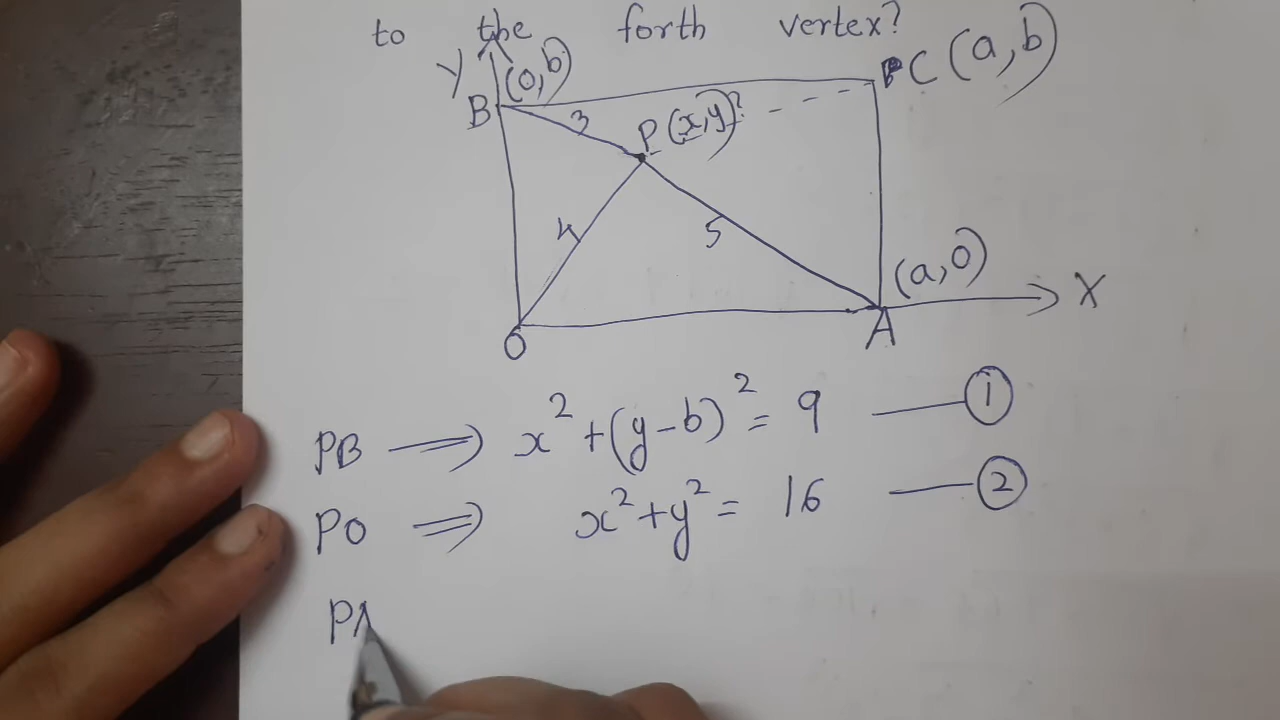 to the forth vertex?
Y (0,b) C (a,b)
B 3 P (x,y)?
4 5
(a,0) X
O A
PB ⟹ x² + (y-b)² = 9 —— ①
PO ⟹ x² + y² = 16 —— ②
PA